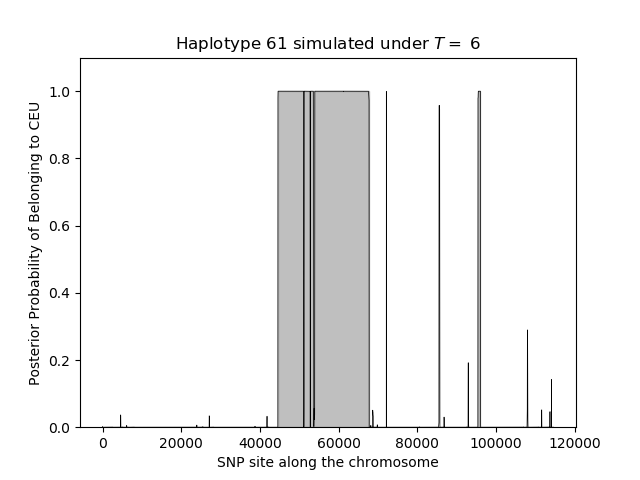 Haplotype 61 simulated under T = 6
Posterior Probability of Belonging to CEU
1.0
0.8
0.6
0.4
0.2
0.0
0 20000 40000 60000 80000 100000 120000
SNP site along the chromosome